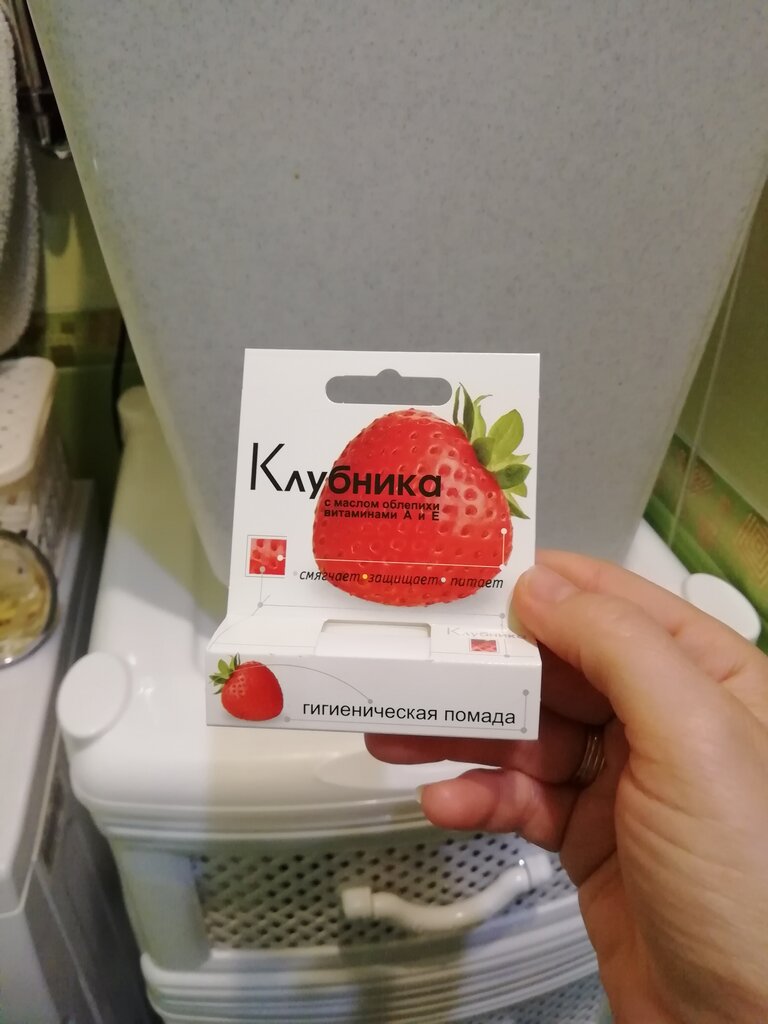 Клубника
с маслом облепихи
витаминами А и Е
смягчает защищает питает
Клубника
гигиеническая помада